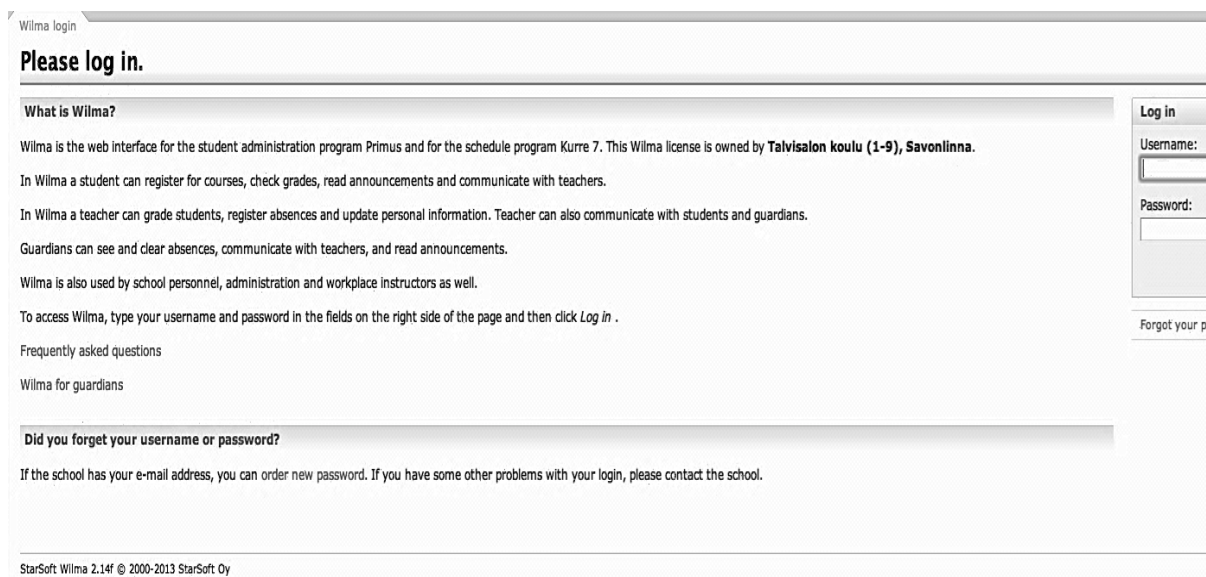 Wilma login
Please log in.
What is Wilma?
Wilma is the web interface for the student administration program Primus and for the schedule program Kurre 7. This Wilma license is owned by Talvisalon koulu (1-9), Savonlinna.
In Wilma a student can register for courses, check grades, read announcements and communicate with teachers.
In Wilma a teacher can grade students, register absences and update personal information. Teacher can also communicate with students and guardians.
Guardians can see and clear absences, communicate with teachers, and read announcements.
Wilma is also used by school personnel, administration and workplace instructors as well.
To access Wilma, type your username and password in the fields on the right side of the page and then click Log in .
Frequently asked questions
Wilma for guardians
Did you forget your username or password?
If the school has your e-mail address, you can order new password. If you have some other problems with your login, please contact the school.
Log in
Username:
Password:
Forgot your p
StarSoft Wilma 2.14f © 2000-2013 StarSoft Oy